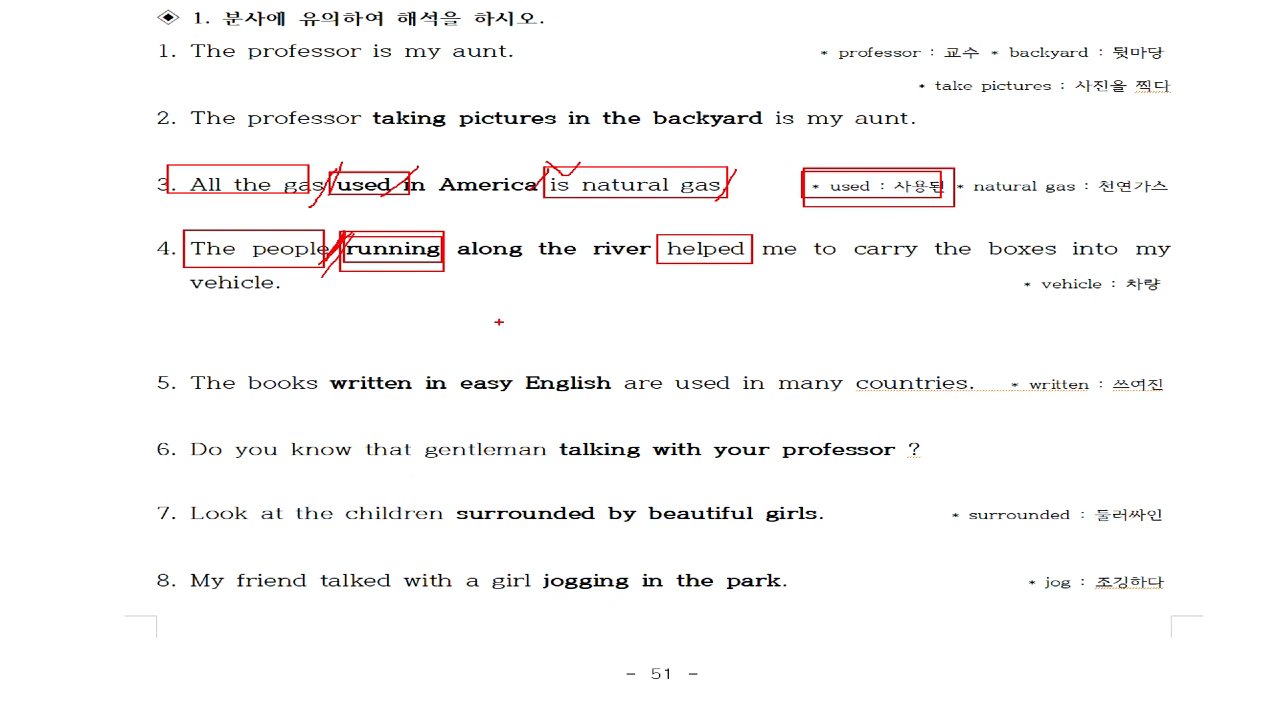 ◈ 1. 분사에 유의하여 해석을 하시오.
1. The professor is my aunt. * professor : 교수 * backyard : 뒷마당
* take pictures : 사진을 찍다
2. The professor taking pictures in the backyard is my aunt.
3. All the gas used in America is natural gas. * used : 사용된 * natural gas : 천연가스
4. The people running along the river helped me to carry the boxes into my
vehicle. * vehicle : 차량
5. The books written in easy English are used in many countries. * written : 쓰여진
6. Do you know that gentleman talking with your professor ?
7. Look at the children surrounded by beautiful girls. * surrounded : 둘러싸인
8. My friend talked with a girl jogging in the park. * jog : 조깅하다
- 51 -